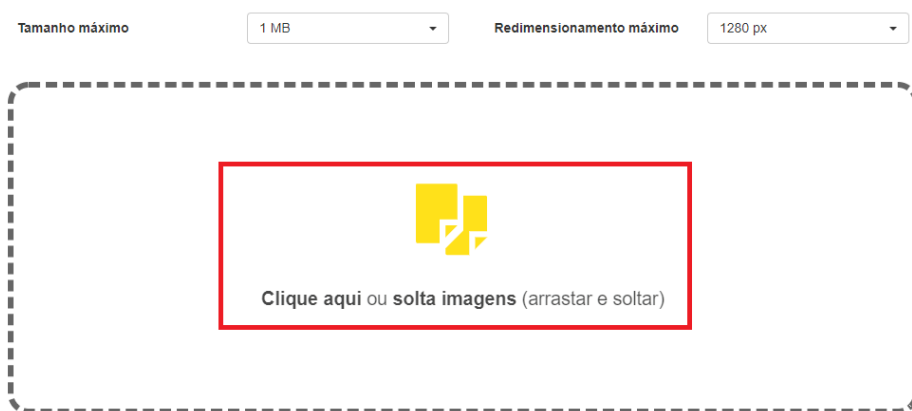 Tamanho máximo 1 MB Redimensionamento máximo 1280 px
Clique aqui ou solta imagens (arrastar e soltar)